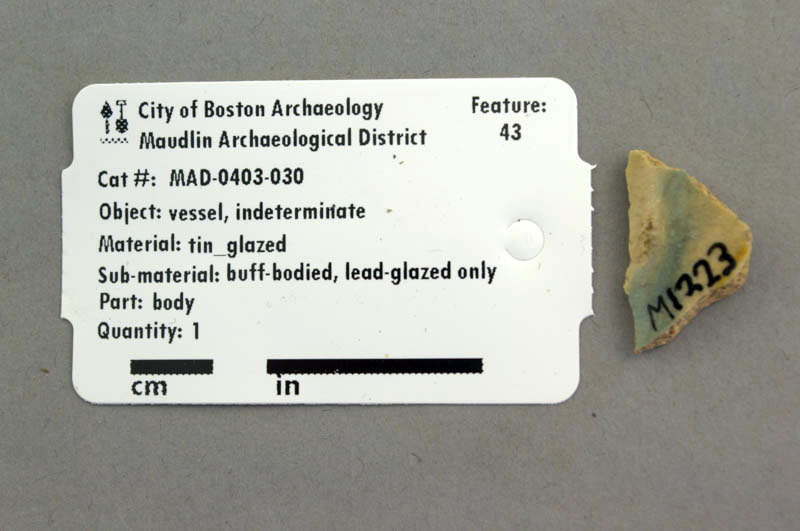 City of Boston Archaeology
Maudlin Archaeological District
Feature:
43
Cat #: MAD-0403-030
Object: vessel, indeterminate
Material: tin_glazed
Sub-material: buff-bodied, lead-glazed only
Part: body
Quantity: 1
cm
in
M1223